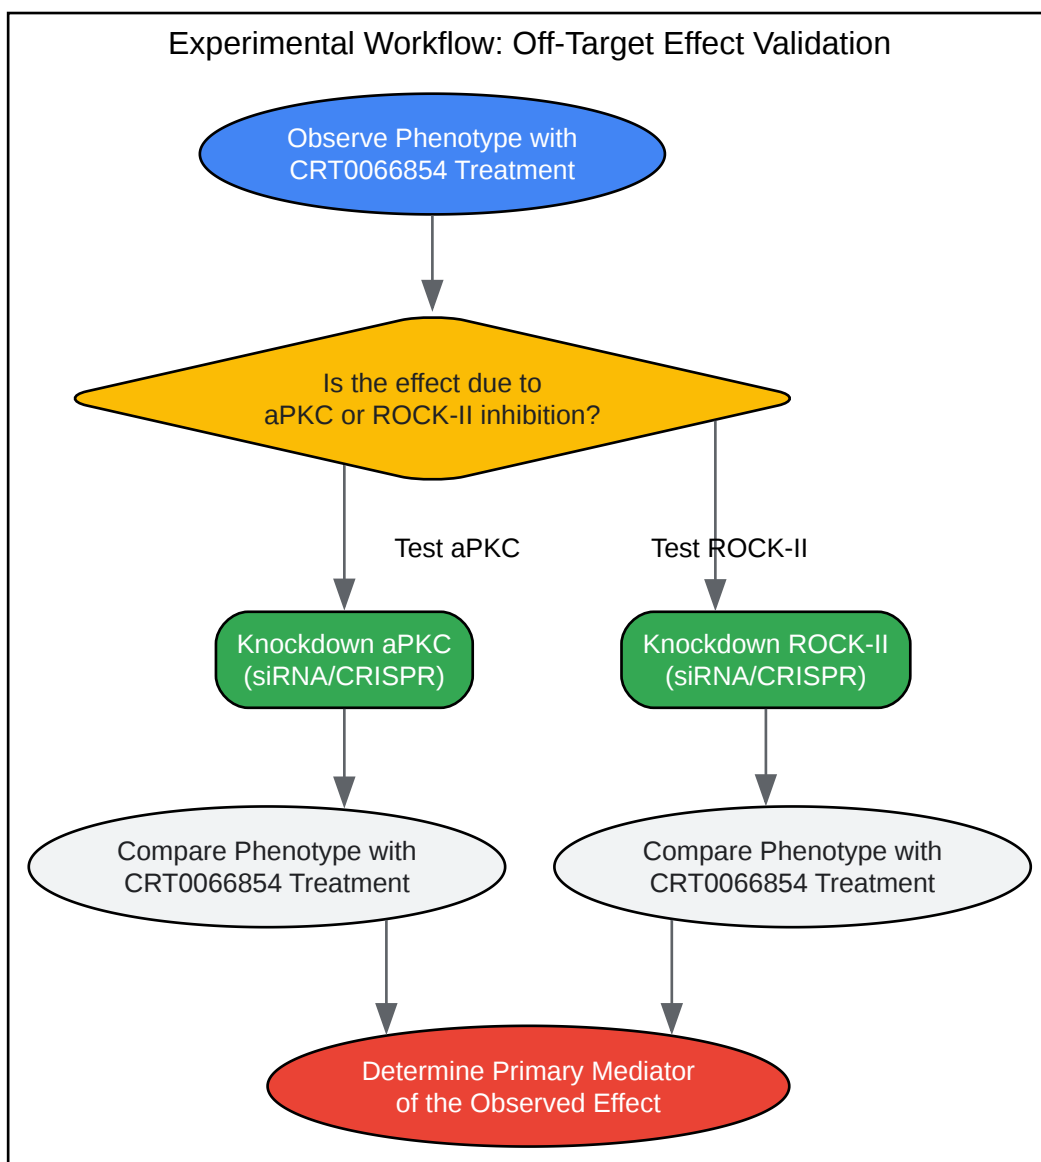 Experimental Workflow: Off-Target Effect Validation
Observe Phenotype with
CRT0066854 Treatment
Is the effect due to
aPKC or ROCK-II inhibition?
Test aPKC
Test ROCK-II
Knockdown aPKC
(siRNA/CRISPR)
Knockdown ROCK-II
(siRNA/CRISPR)
Compare Phenotype with
CRT0066854 Treatment
Compare Phenotype with
CRT0066854 Treatment
Determine Primary Mediator
of the Observed Effect